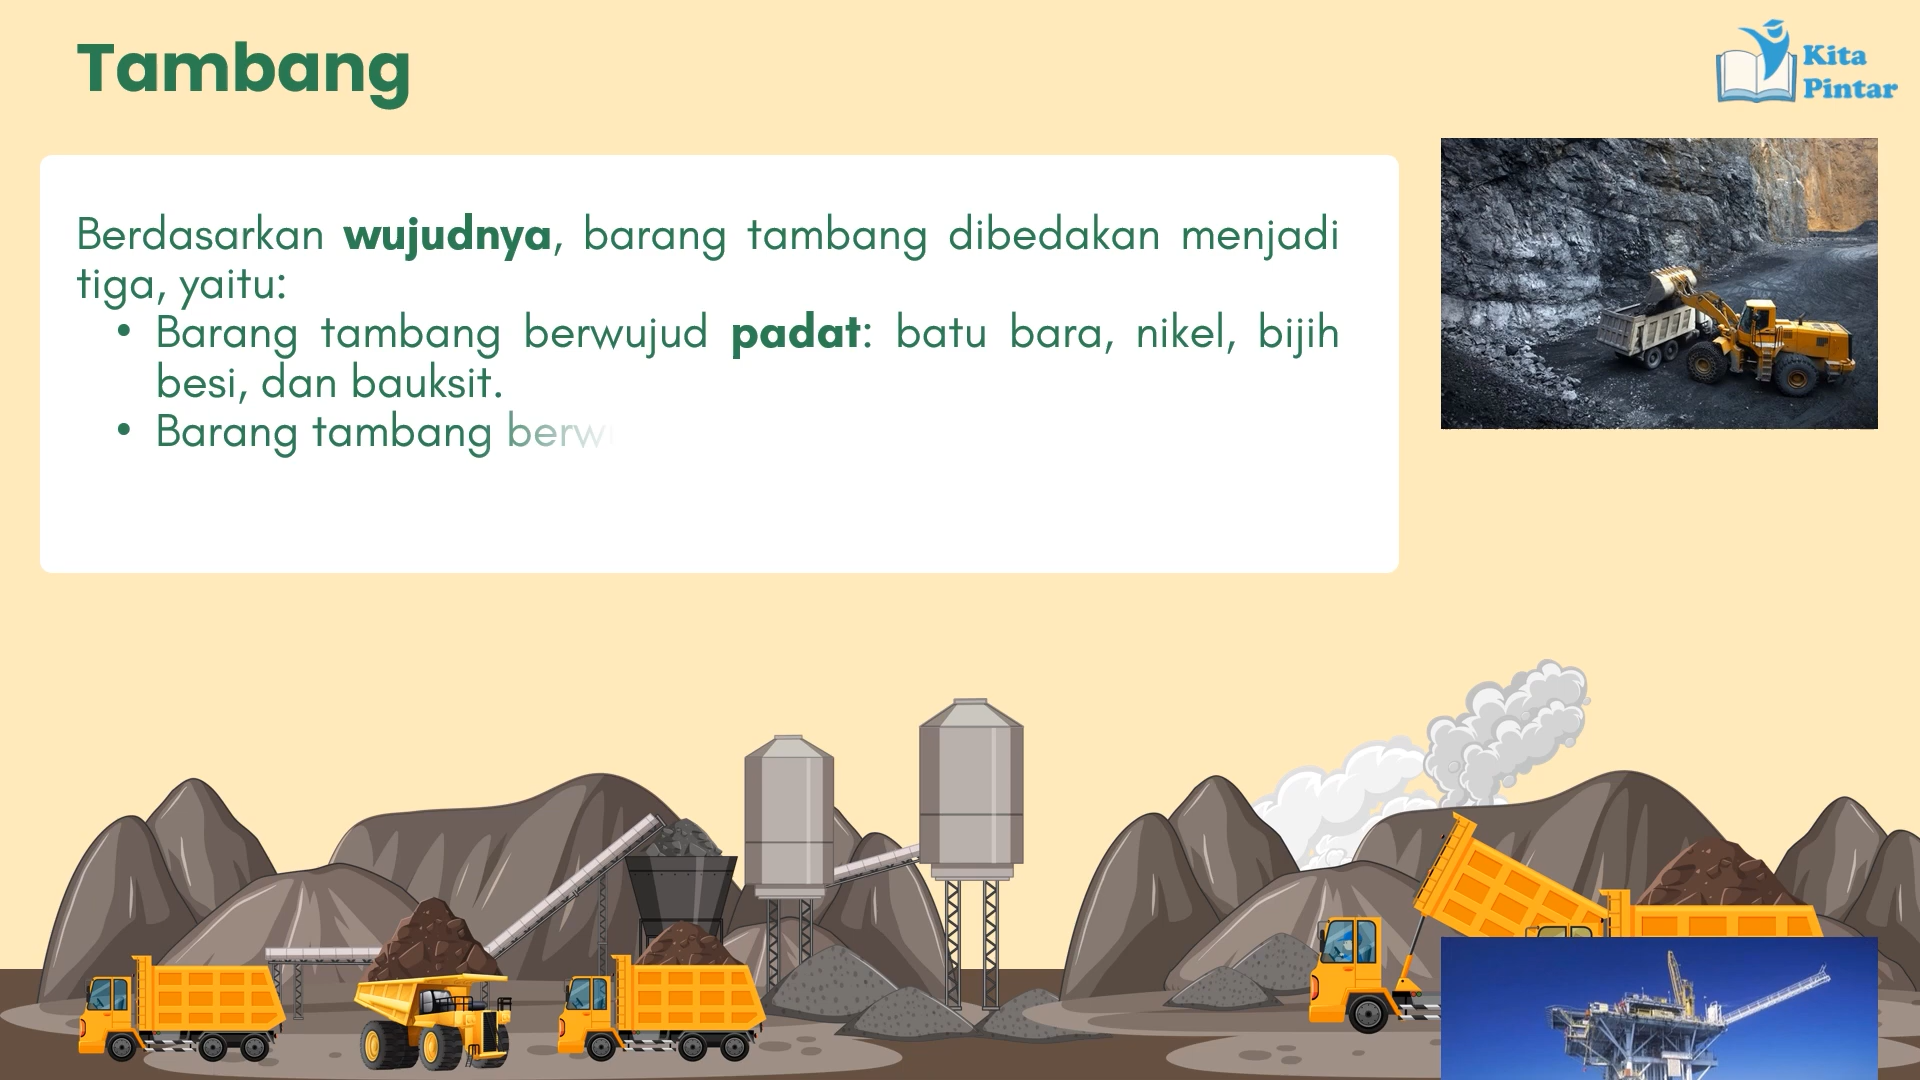 Tambang
Kita
Pintar
Berdasarkan wujudnya, barang tambang dibedakan menjadi
tiga, yaitu:
• Barang tambang berwujud padat: batu bara, nikel, bijih
besi, dan bauksit.
• Barang tambang